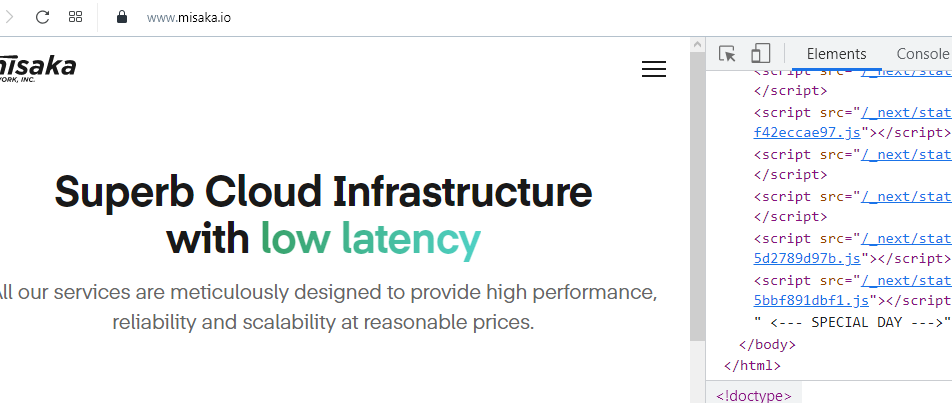 www.misaka.io
misaka
YORK, INC.
Superb Cloud Infrastructure
with low latency
All our services are meticulously designed to provide high performance,
reliability and scalability at reasonable prices.
Elements Console
<script src="/_next/stat
</script>
<script src="/_next/stat
f42eccae97.js"></script>
<script src="/_next/stat
</script>
<script src="/_next/stat
</script>
<script src="/_next/stat
5d2789d97b.js"></script>
<script src="/_next/stat
5bbf891dbf1.js"></script
" <--- SPECIAL DAY --->"
</body>
</html>
<!doctype>